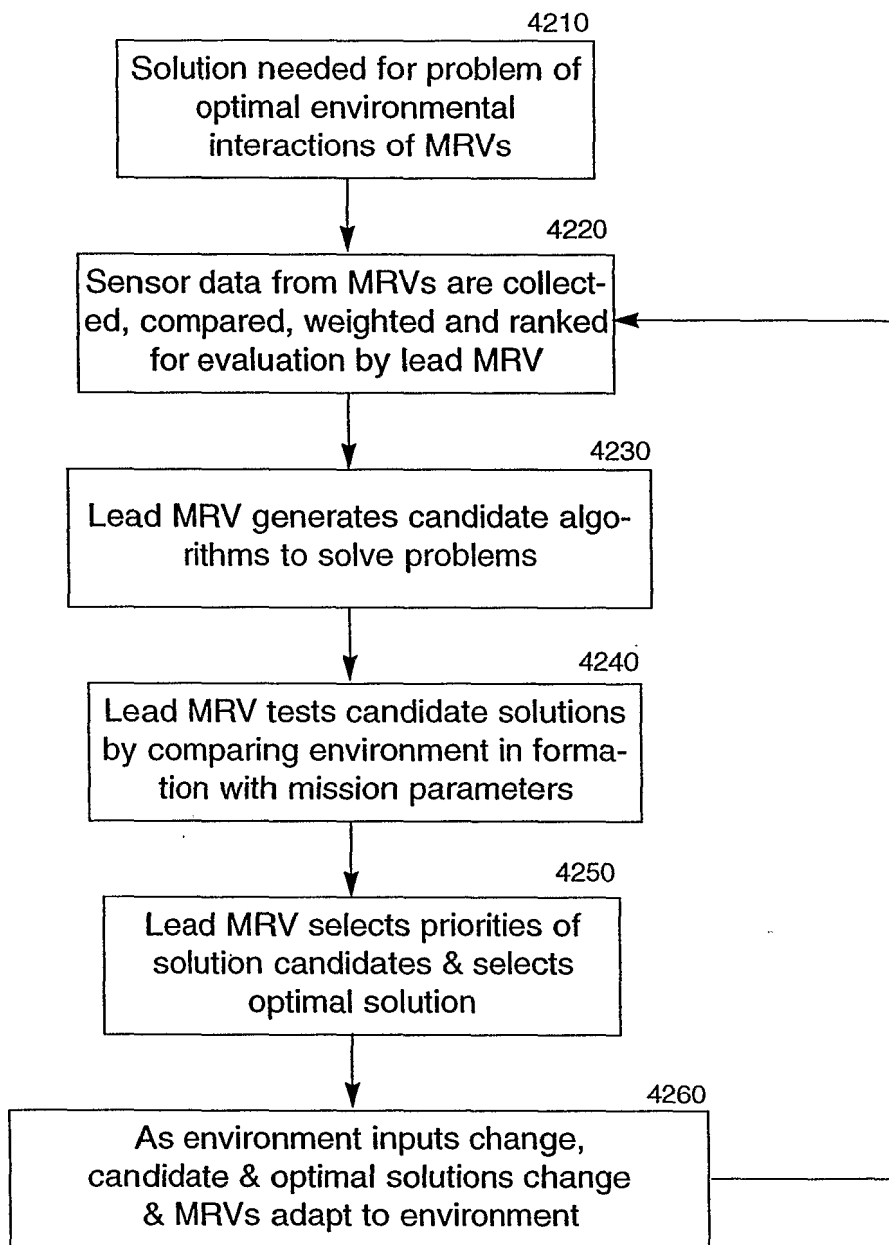 4210
Solution needed for problem of
optimal environmental
interactions of MRVs
4220
Sensor data from MRVs are collect-
ed, compared, weighted and ranked
for evaluation by lead MRV
4230
Lead MRV generates candidate algo-
rithms to solve problems
4240
Lead MRV tests candidate solutions
by comparing environment in forma-
tion with mission parameters
4250
Lead MRV selects priorities of
solution candidates & selects
optimal solution
4260
As environment inputs change,
candidate & optimal solutions change
& MRVs adapt to environment